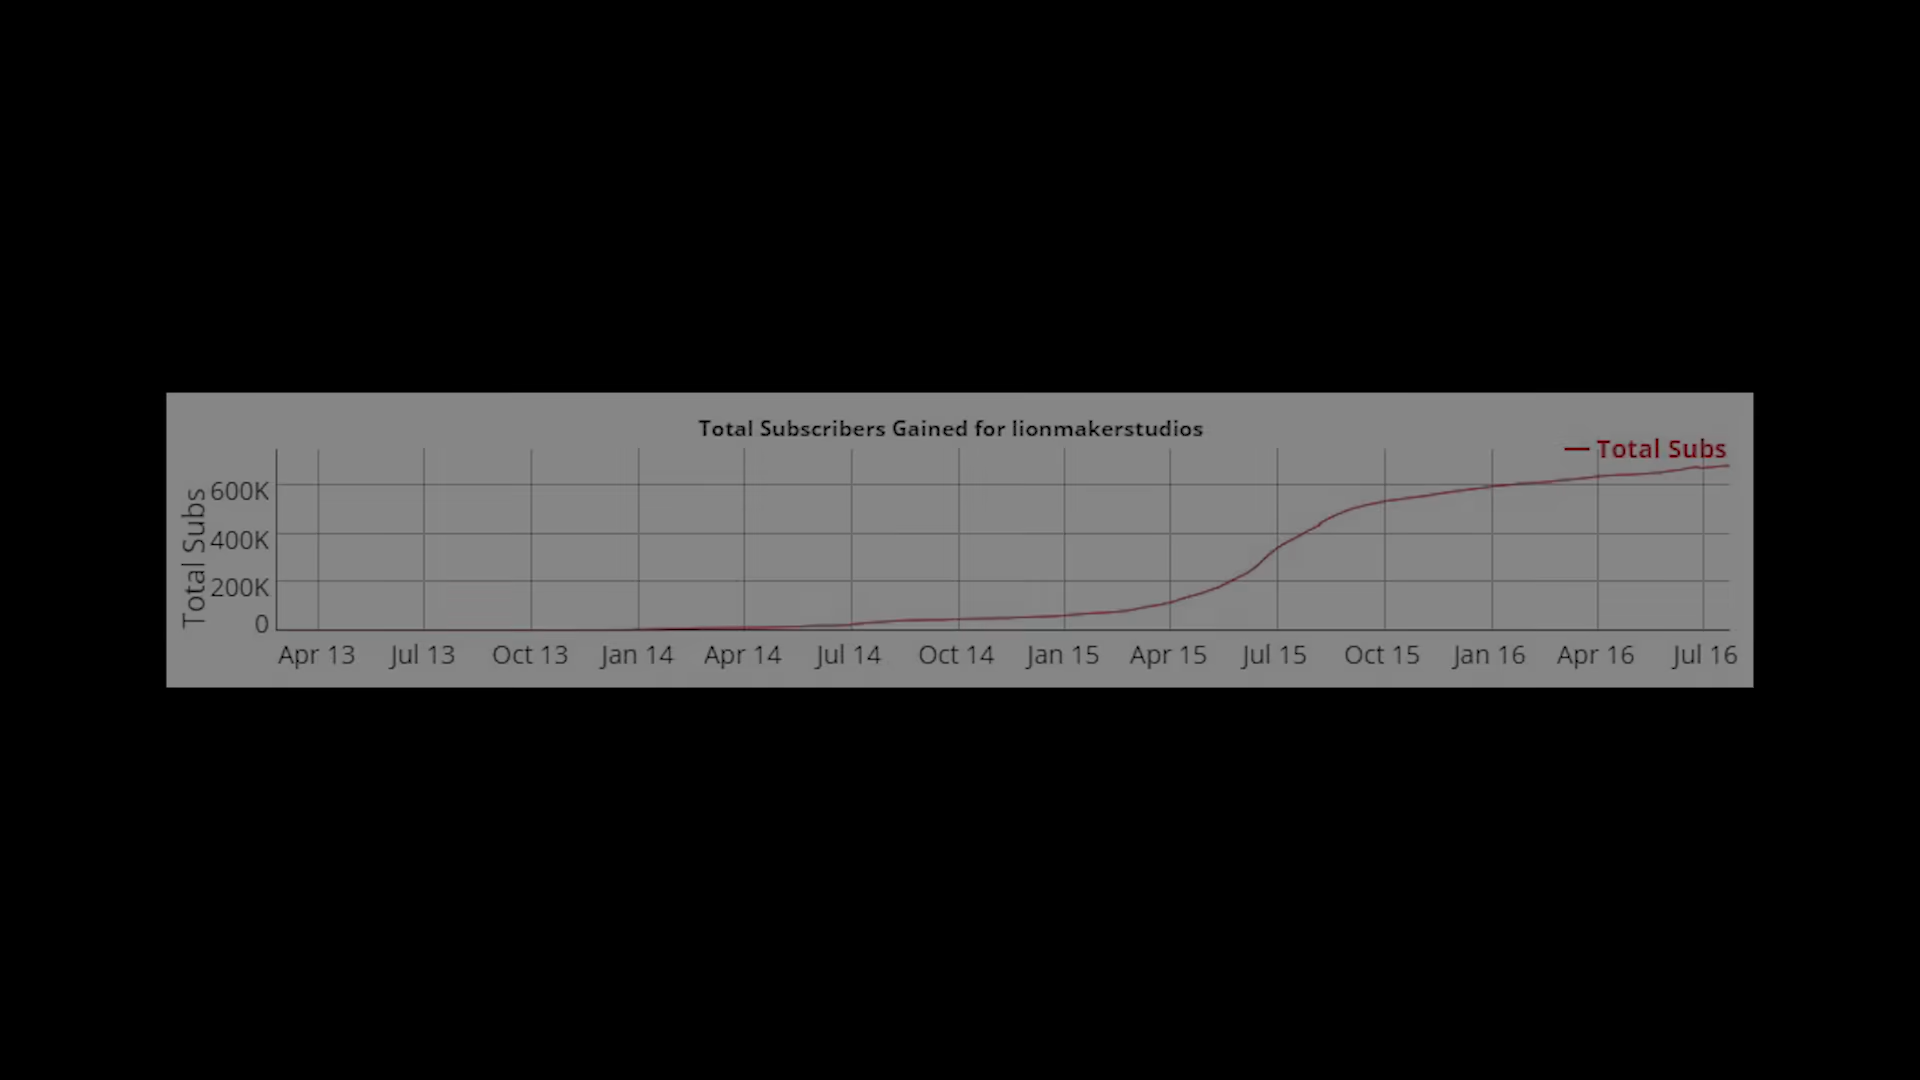 Total Subscribers Gained for lionmakerstudios
Total Subs
Total Subs
600K
400K
200K
0
Apr 13 Jul 13 Oct 13 Jan 14 Apr 14 Jul 14 Oct 14 Jan 15 Apr 15 Jul 15 Oct 15 Jan 16 Apr 16 Jul 16